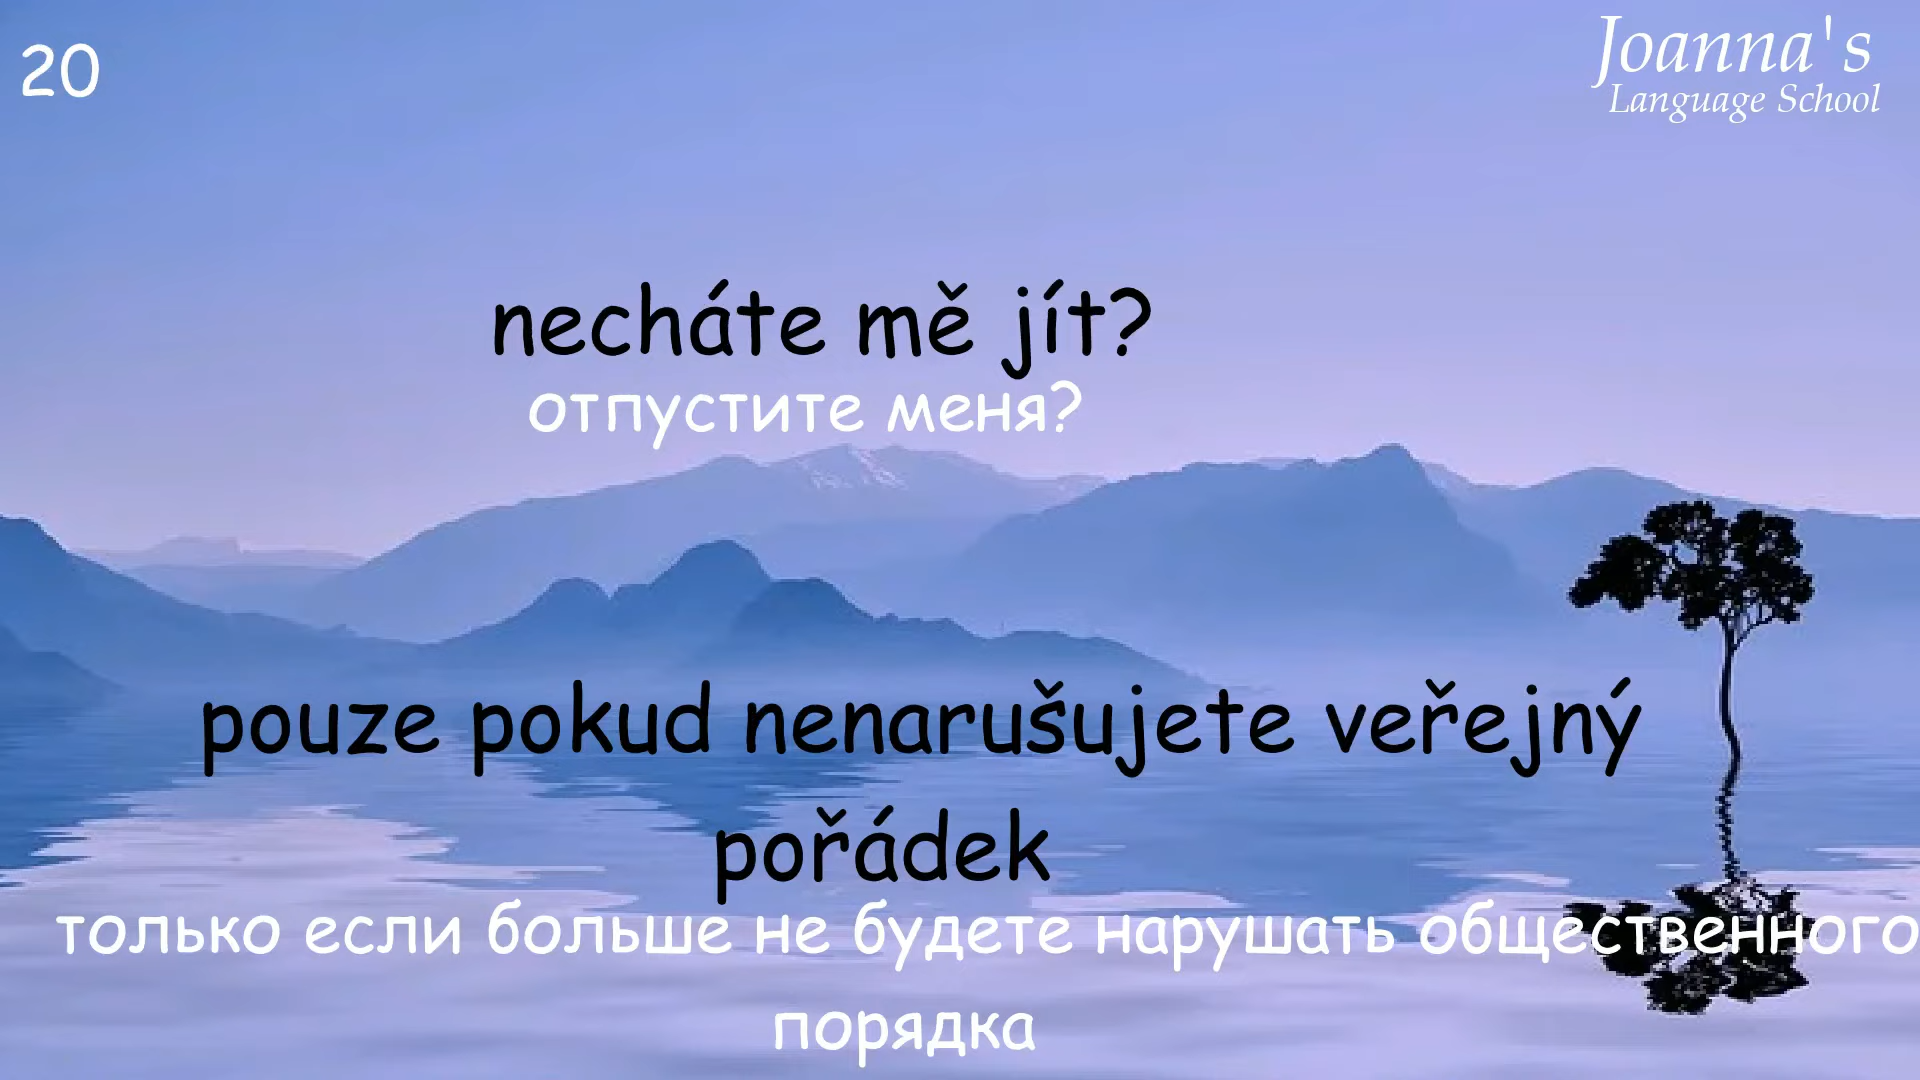 20
Joanna's
Language School
necháte mě jít?
отпустите меня?
pouze pokud nenarušujete veřejný
pořádek
только если больше не будете нарушать общественного
порядка